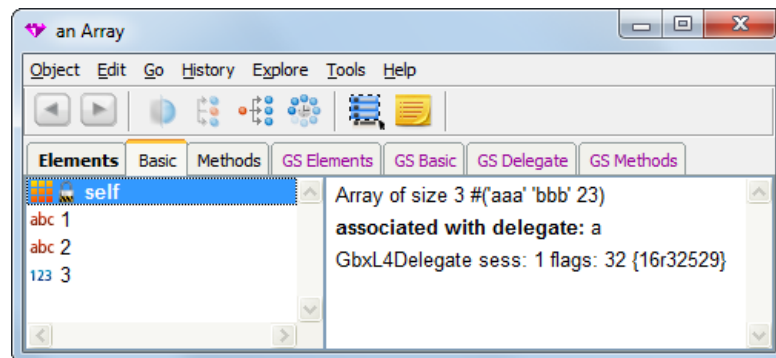 an Array
Object Edit Go History Explore Tools Help
Elements Basic Methods GS Elements GS Basic GS Delegate GS Methods
self
abc 1
abc 2
123 3
Array of size 3 #('aaa' 'bbb' 23)
associated with delegate: a
GbxL4Delegate sess: 1 flags: 32 {16r32529}